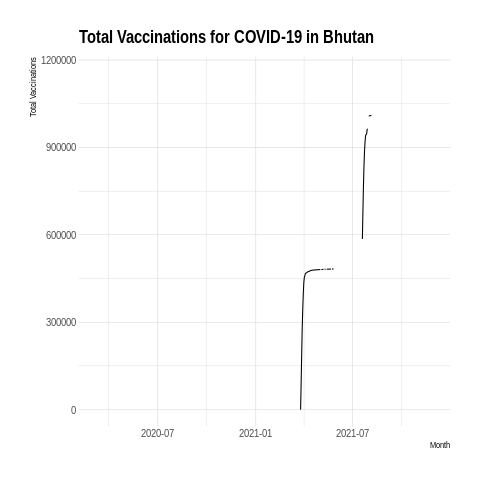 Total Vaccinations for COVID-19 in Bhutan
Total Vaccinations
1200000
900000
600000
300000
0
2020-07 2021-01 2021-07
Month